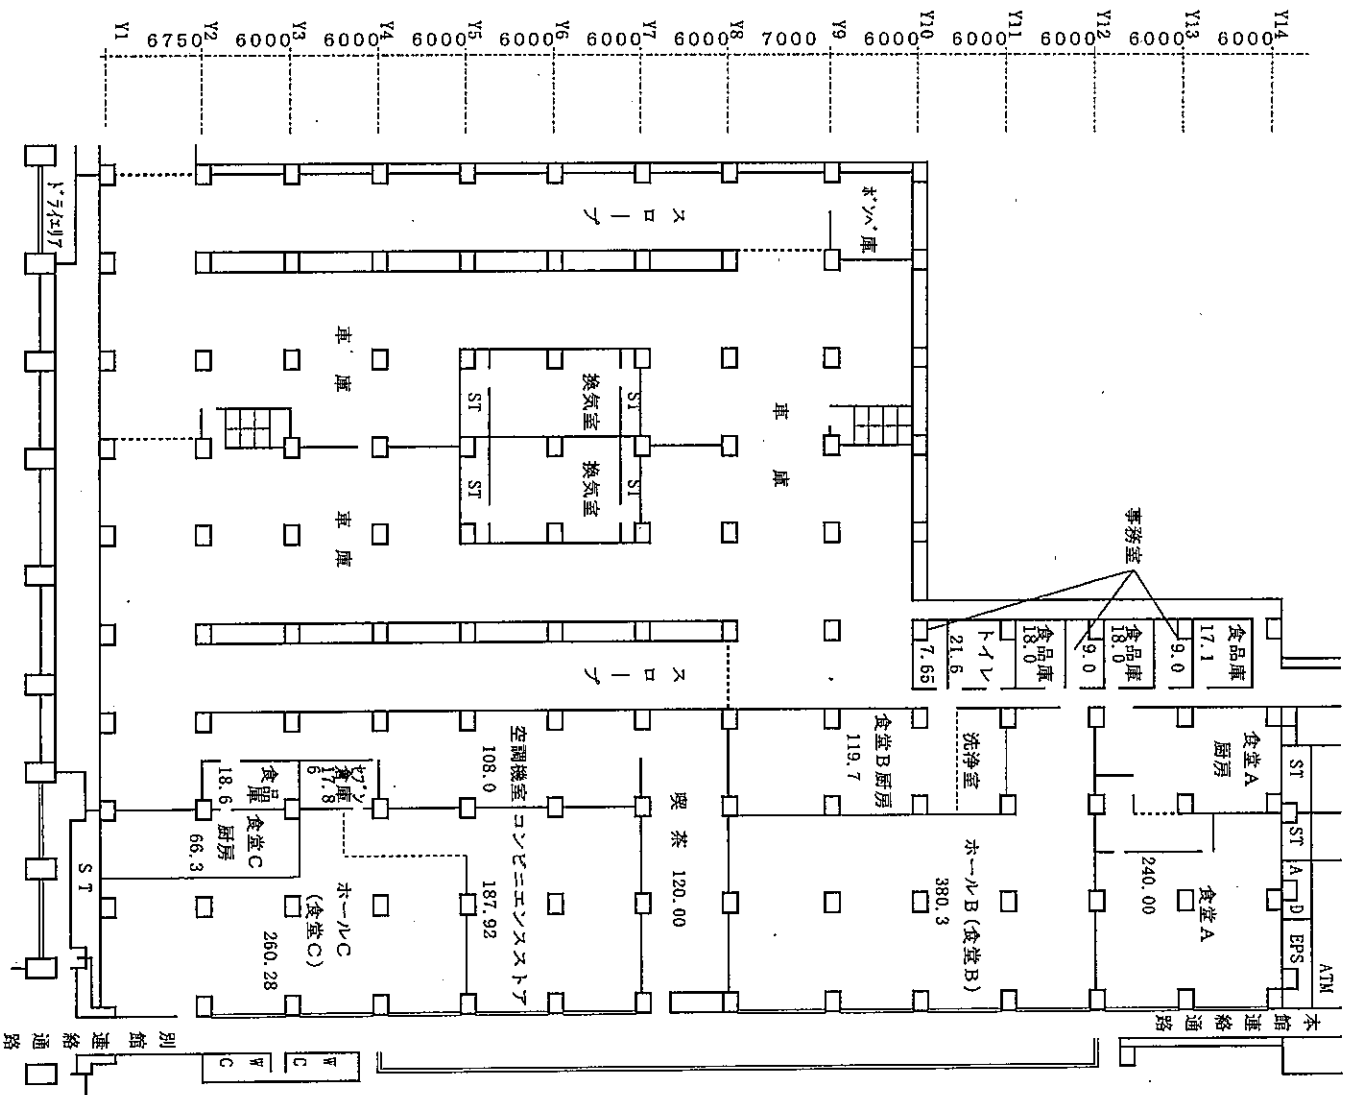 Y1
6750
Y2
6000
Y3
6000
Y4
6000
Y5
6000
Y6
6000
Y7
6000
Y8
7000
Y9
6000
Y10
6000
Y11
6000
Y12
6000
Y13
6000
Y14
ドライエリア
スロープ
ボンベ庫
車庫
換気室
ST
ST
車庫
換気室
ST
ST
車庫
事務室
スロープ
7.65
トイレ
21.6
食品庫
18.0
9.0
食品庫
18.0
9.0
食品庫
17.1
空調機室
108.0
食堂B厨房
119.7
洗浄室
食堂A
厨房
ST
ST
A
D
EPS
ATM
食品庫
18.6
17.8
6
食堂C
厨房
66.3
コンビニエンスストア
187.92
喫茶 120.00
ホールB(食堂B)
380.3
食堂A
240.00
ホールC
(食堂C)
260.28
ST
本館連絡通路
別館連絡通路
WC
WC